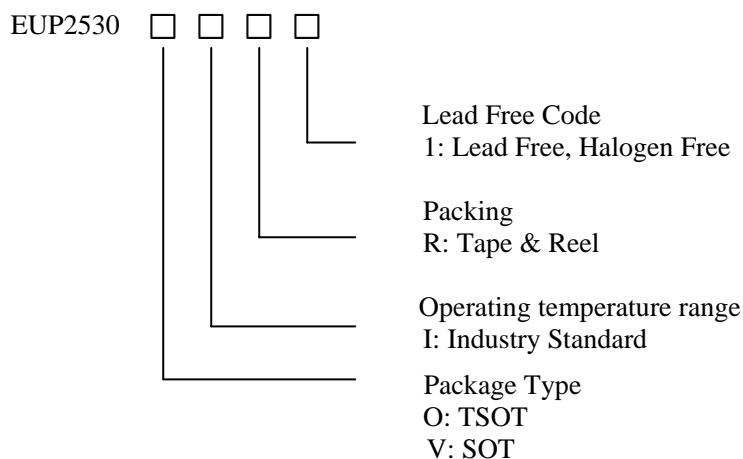 EUP2530
Lead Free Code
1: Lead Free, Halogen Free
Packing
R: Tape & Reel
Operating temperature range
I: Industry Standard
Package Type
O: TSOT
V: SOT